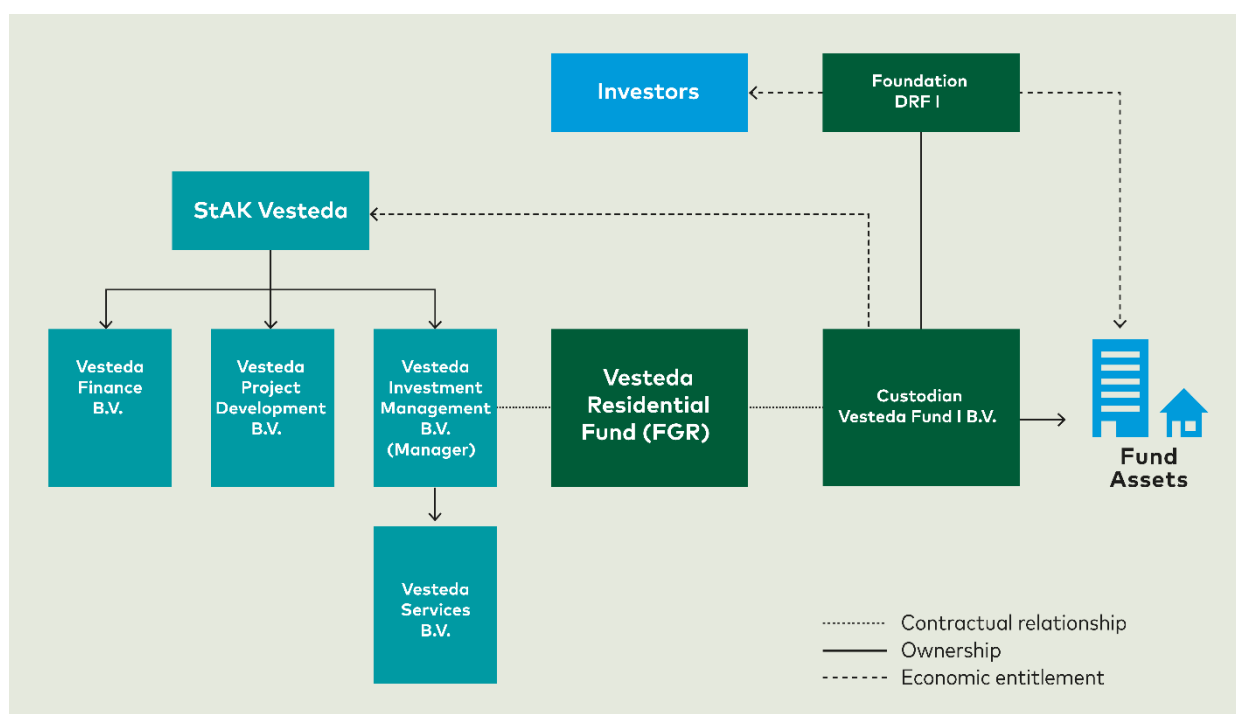 Investors
Foundation
DRF I
StAK Vesteda
Vesteda
Finance
B.V.
Vesteda
Project
Development
B.V.
Vesteda
Investment
Management
B.V.
(Manager)
Vesteda
Residential
Fund (FGR)
Custodian
Vesteda Fund I B.V.
Fund
Assets
Vesteda
Services
B.V.
Contractual relationship
Ownership
Economic entitlement